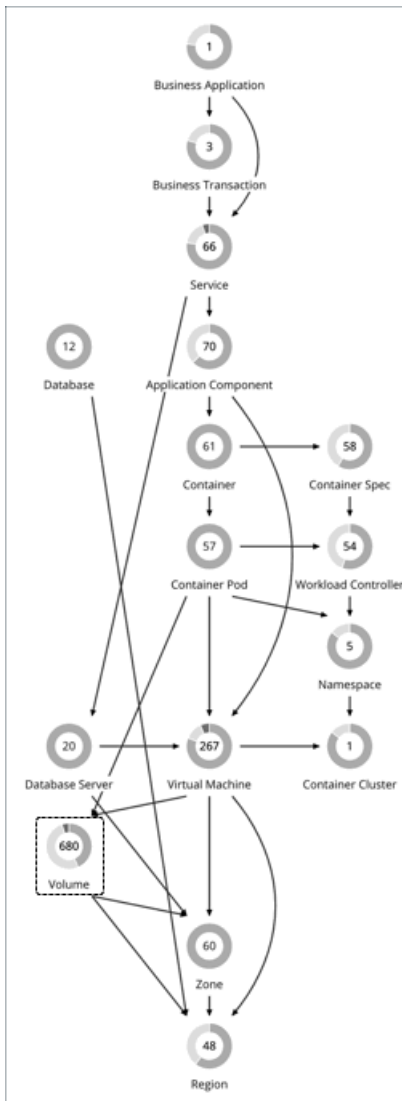 1
Business Application
3
Business Transaction
66
Service
12
Database
70
Application Component
61
Container
58
Container Spec
57
Container Pod
54
Workload Controller
5
Namespace
20
Database Server
267
Virtual Machine
1
Container Cluster
680
Volume
60
Zone
48
Region